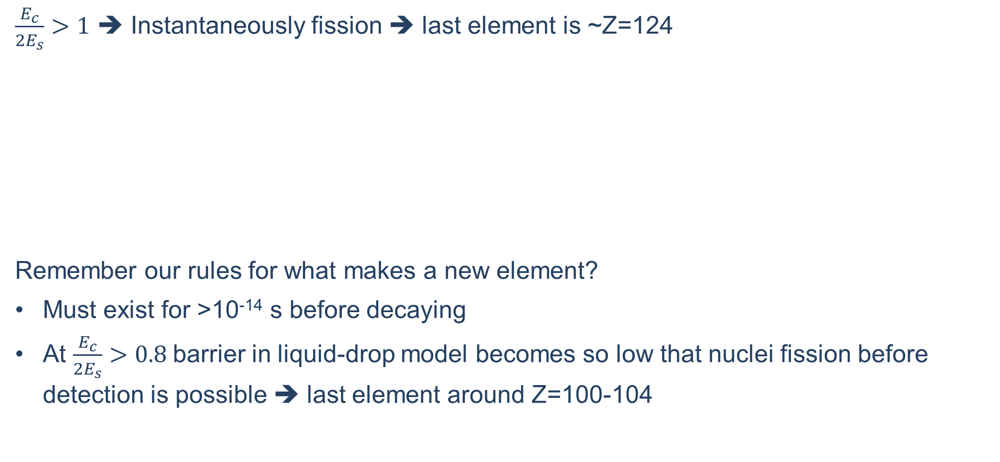 $\frac{E_c}{2E_s} > 1$ ➔ Instantaneously fission ➔ last element is ~Z=124
Remember our rules for what makes a new element?
• Must exist for >10⁻¹⁴ s before decaying
• At $\frac{E_c}{2E_s} > 0.8$ barrier in liquid-drop model becomes so low that nuclei fission before
detection is possible ➔ last element around Z=100-104